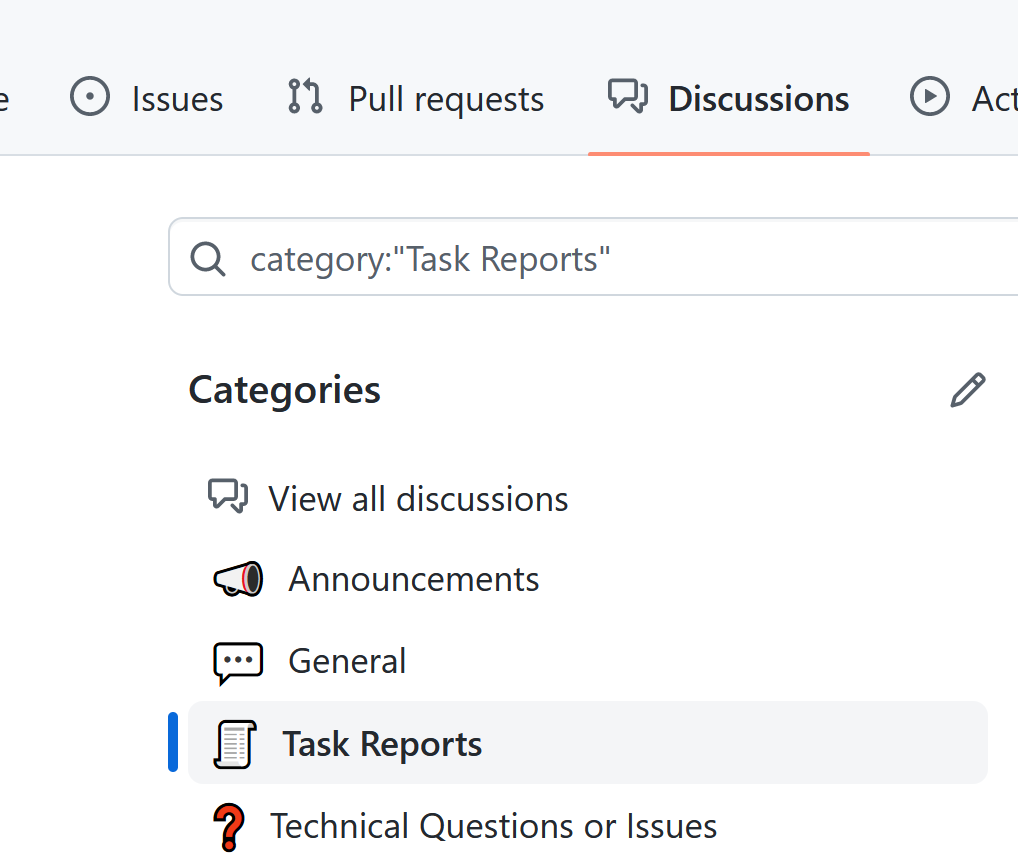 Issues Pull requests Discussions
category:"Task Reports"
Categories
View all discussions
Announcements
General
Task Reports
Technical Questions or Issues